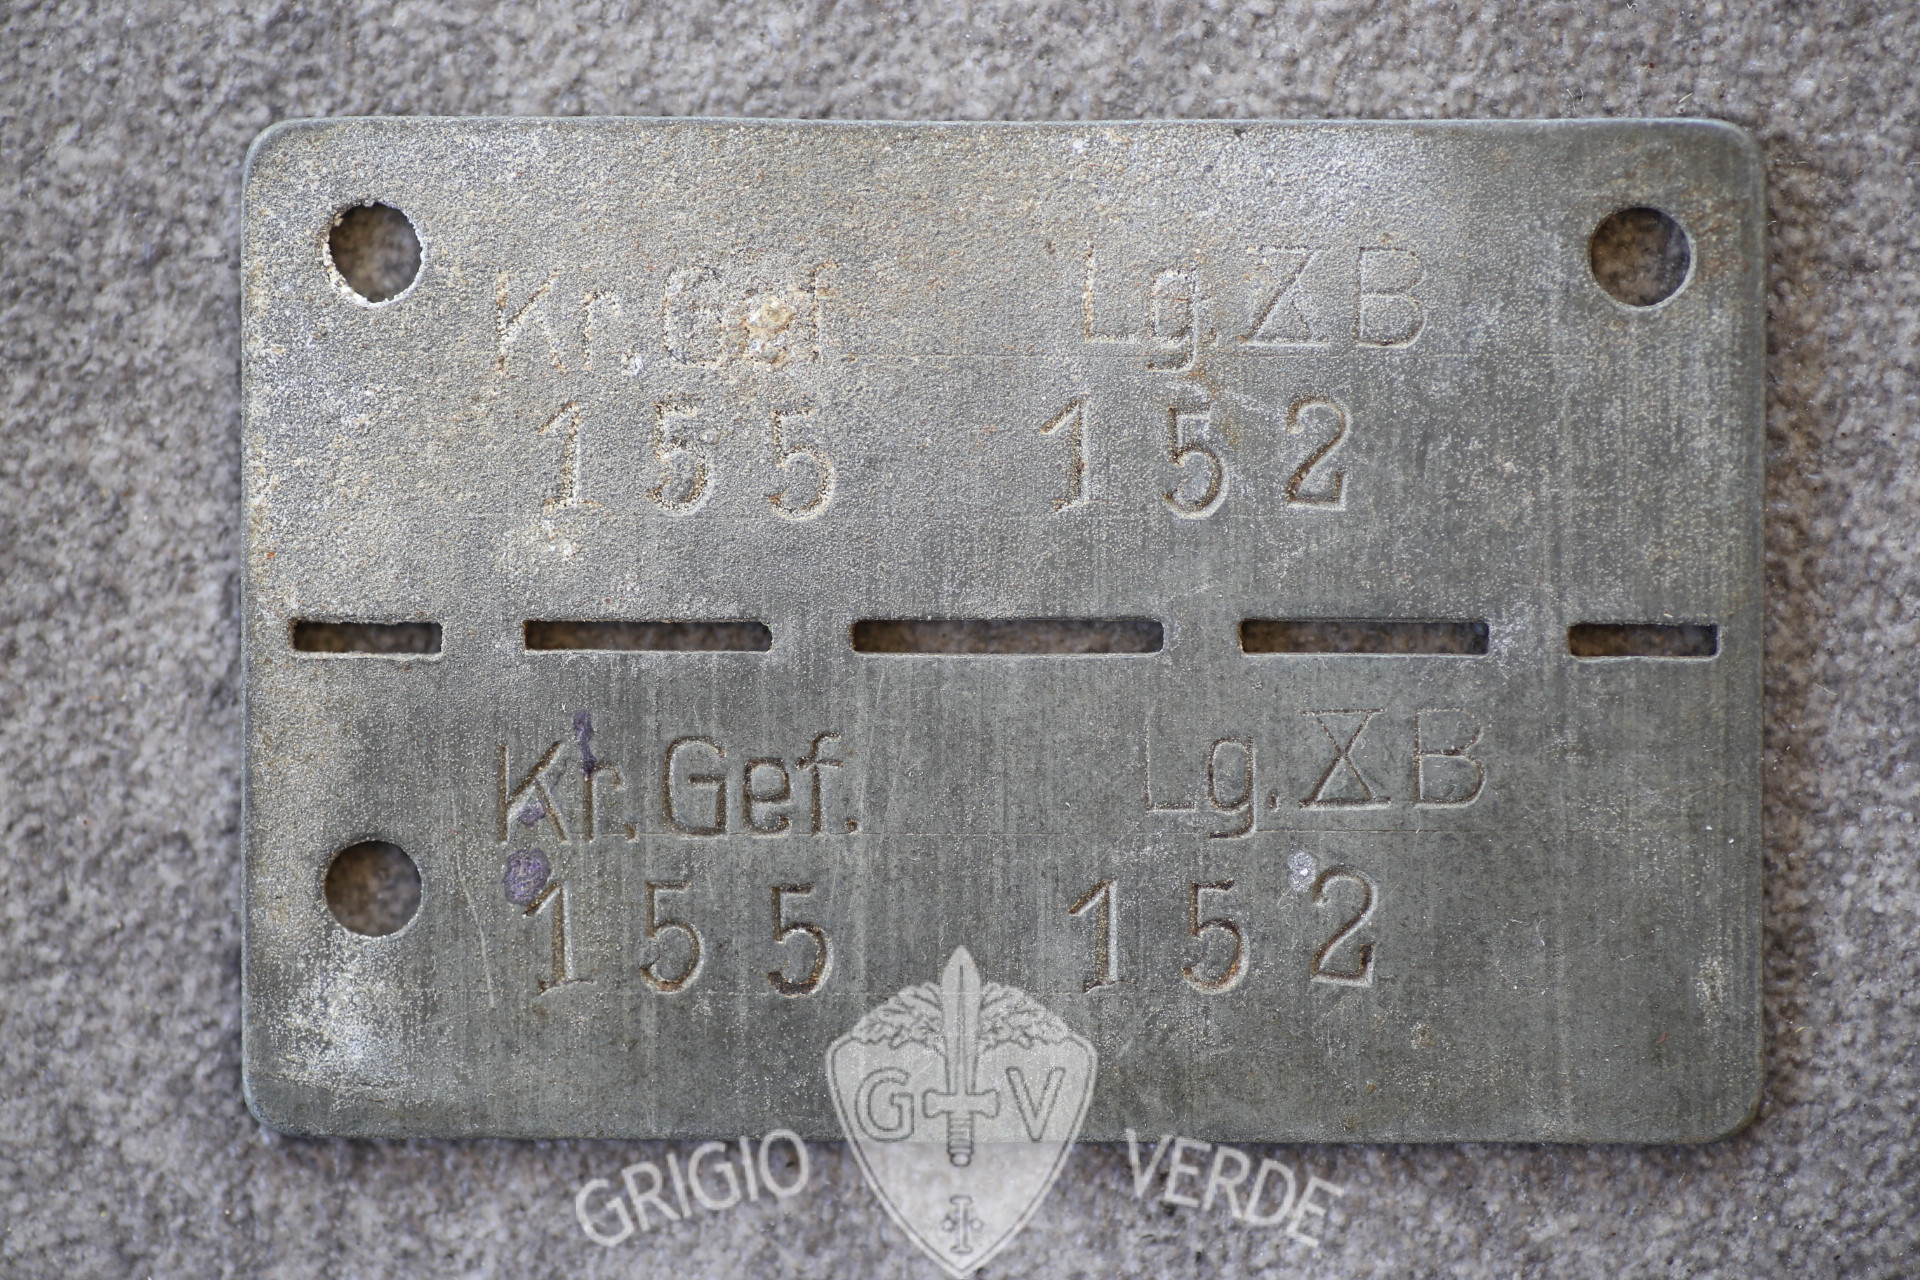 Kr. Gef Lg. XB
155 152
Kr. Gef. Lg. XB
155 152
G V
GRIGIO VERDE